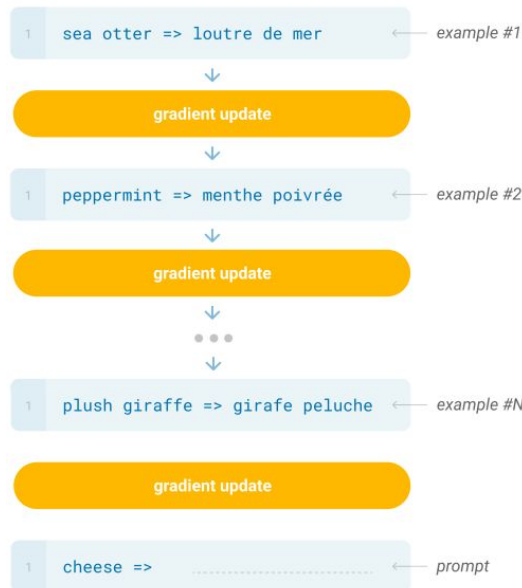 1 sea otter => loutre de mer example #1
gradient update
1 peppermint => menthe poivrée example #2
gradient update
1 plush giraffe => girafe peluche example #N
gradient update
1 cheese => prompt